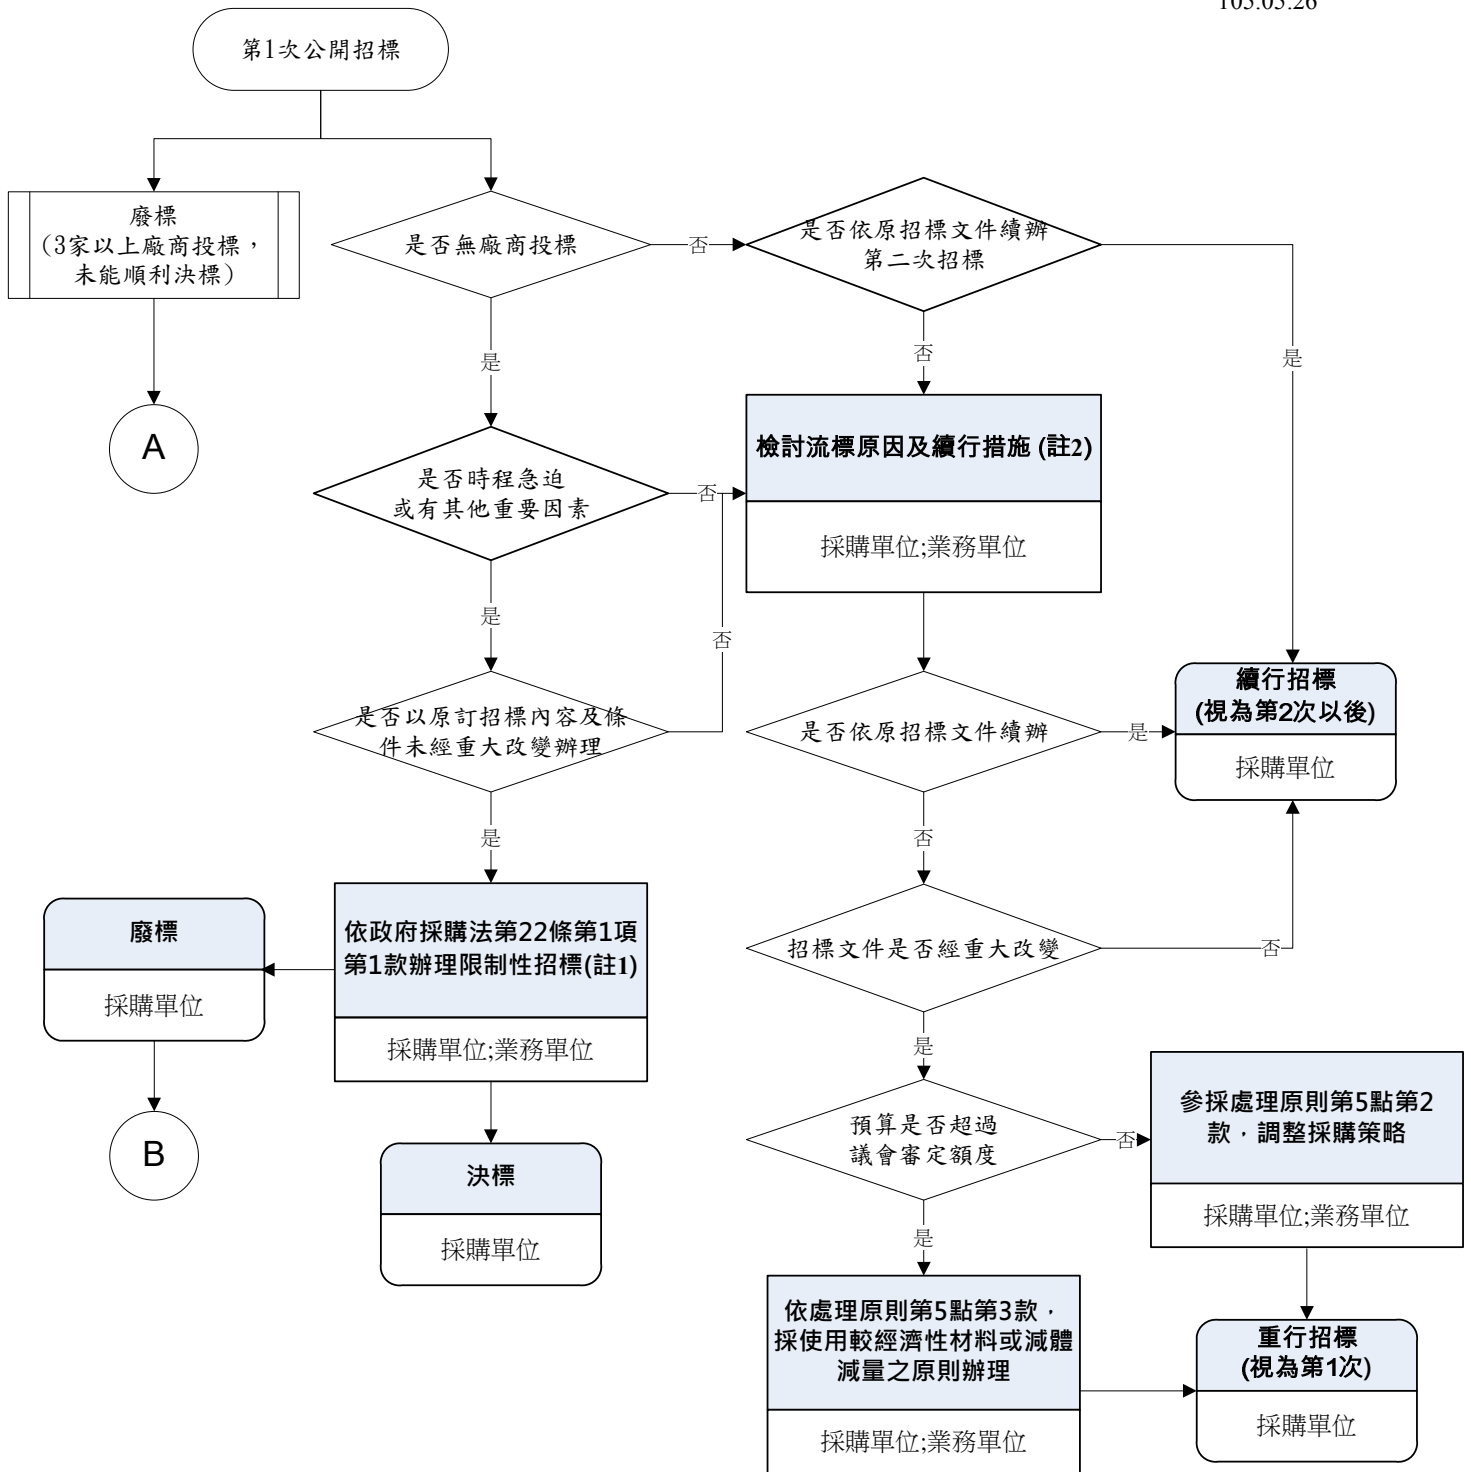 105.05.26
第1次公開招標
廢標
(3家以上廠商投標，
未能順利決標)
A
是否無廠商投標
否
是否依原招標文件續辦
第二次招標
是
否
是
檢討流標原因及續行措施 (註2)
採購單位;業務單位
是否時程急迫
或有其他重要因素
否
是
否
是否以原訂招標內容及條
件未經重大改變辦理
是
是否依原招標文件續辦
是
續行招標
(視為第2次以後)
採購單位
否
依政府採購法第22條第1項
第1款辦理限制性招標(註1)
採購單位;業務單位
廢標
採購單位
B
決標
採購單位
招標文件是否經重大改變
否
是
預算是否超過
議會審定額度
否
參採處理原則第5點第2
款，調整採購策略
採購單位;業務單位
是
依處理原則第5點第3款，
採使用較經濟性材料或減體
減量之原則辦理
採購單位;業務單位
重行招標
(視為第1次)
採購單位